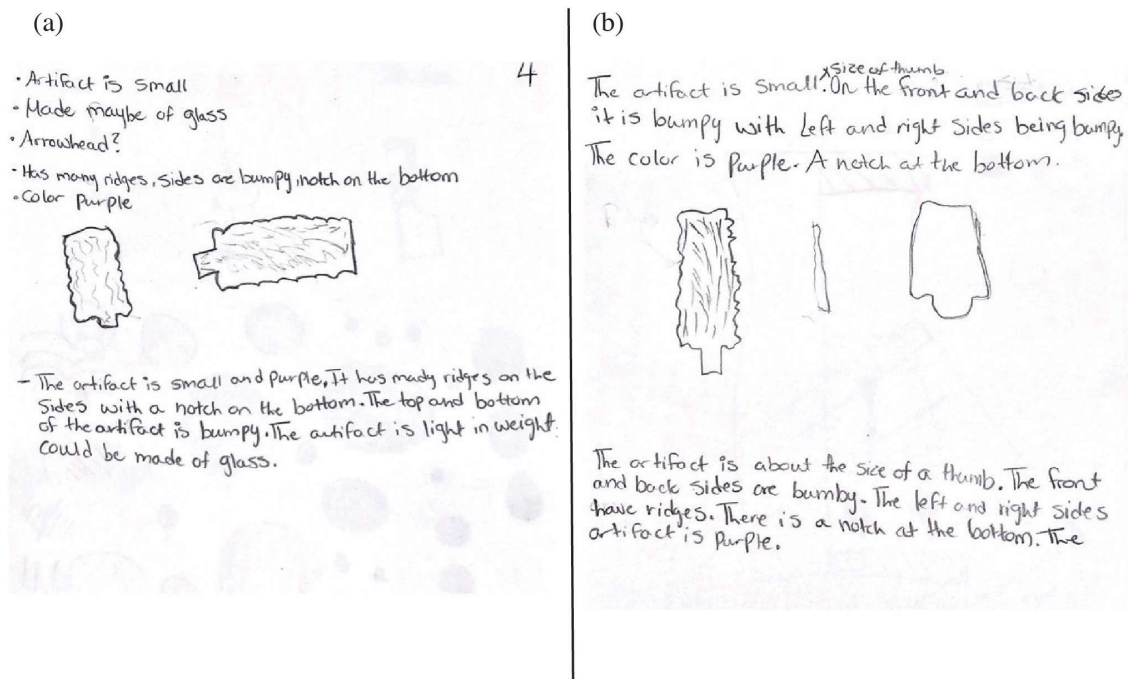 (a)
4
• Artifact is small
• Made maybe of glass
• Arrowhead?
• Has many ridges, sides are bumpy, notch on the bottom
• Color Purple
- The artifact is small and purple, It has mady ridges on the
sides with a notch on the bottom. The top and bottom
of the artifact is bumpy. The artifact is light in weight.
could be made of glass.
(b)
*size of thumb
The artifact is small. On the front and back sides
it is bumpy with left and right sides being bumpy.
The color is purple. A notch at the bottom.
The artifact is about the size of a thumb. The front
and back sides are bumby. The left and right sides
have ridges. There is a notch at the bottom. The
artifact is purple.